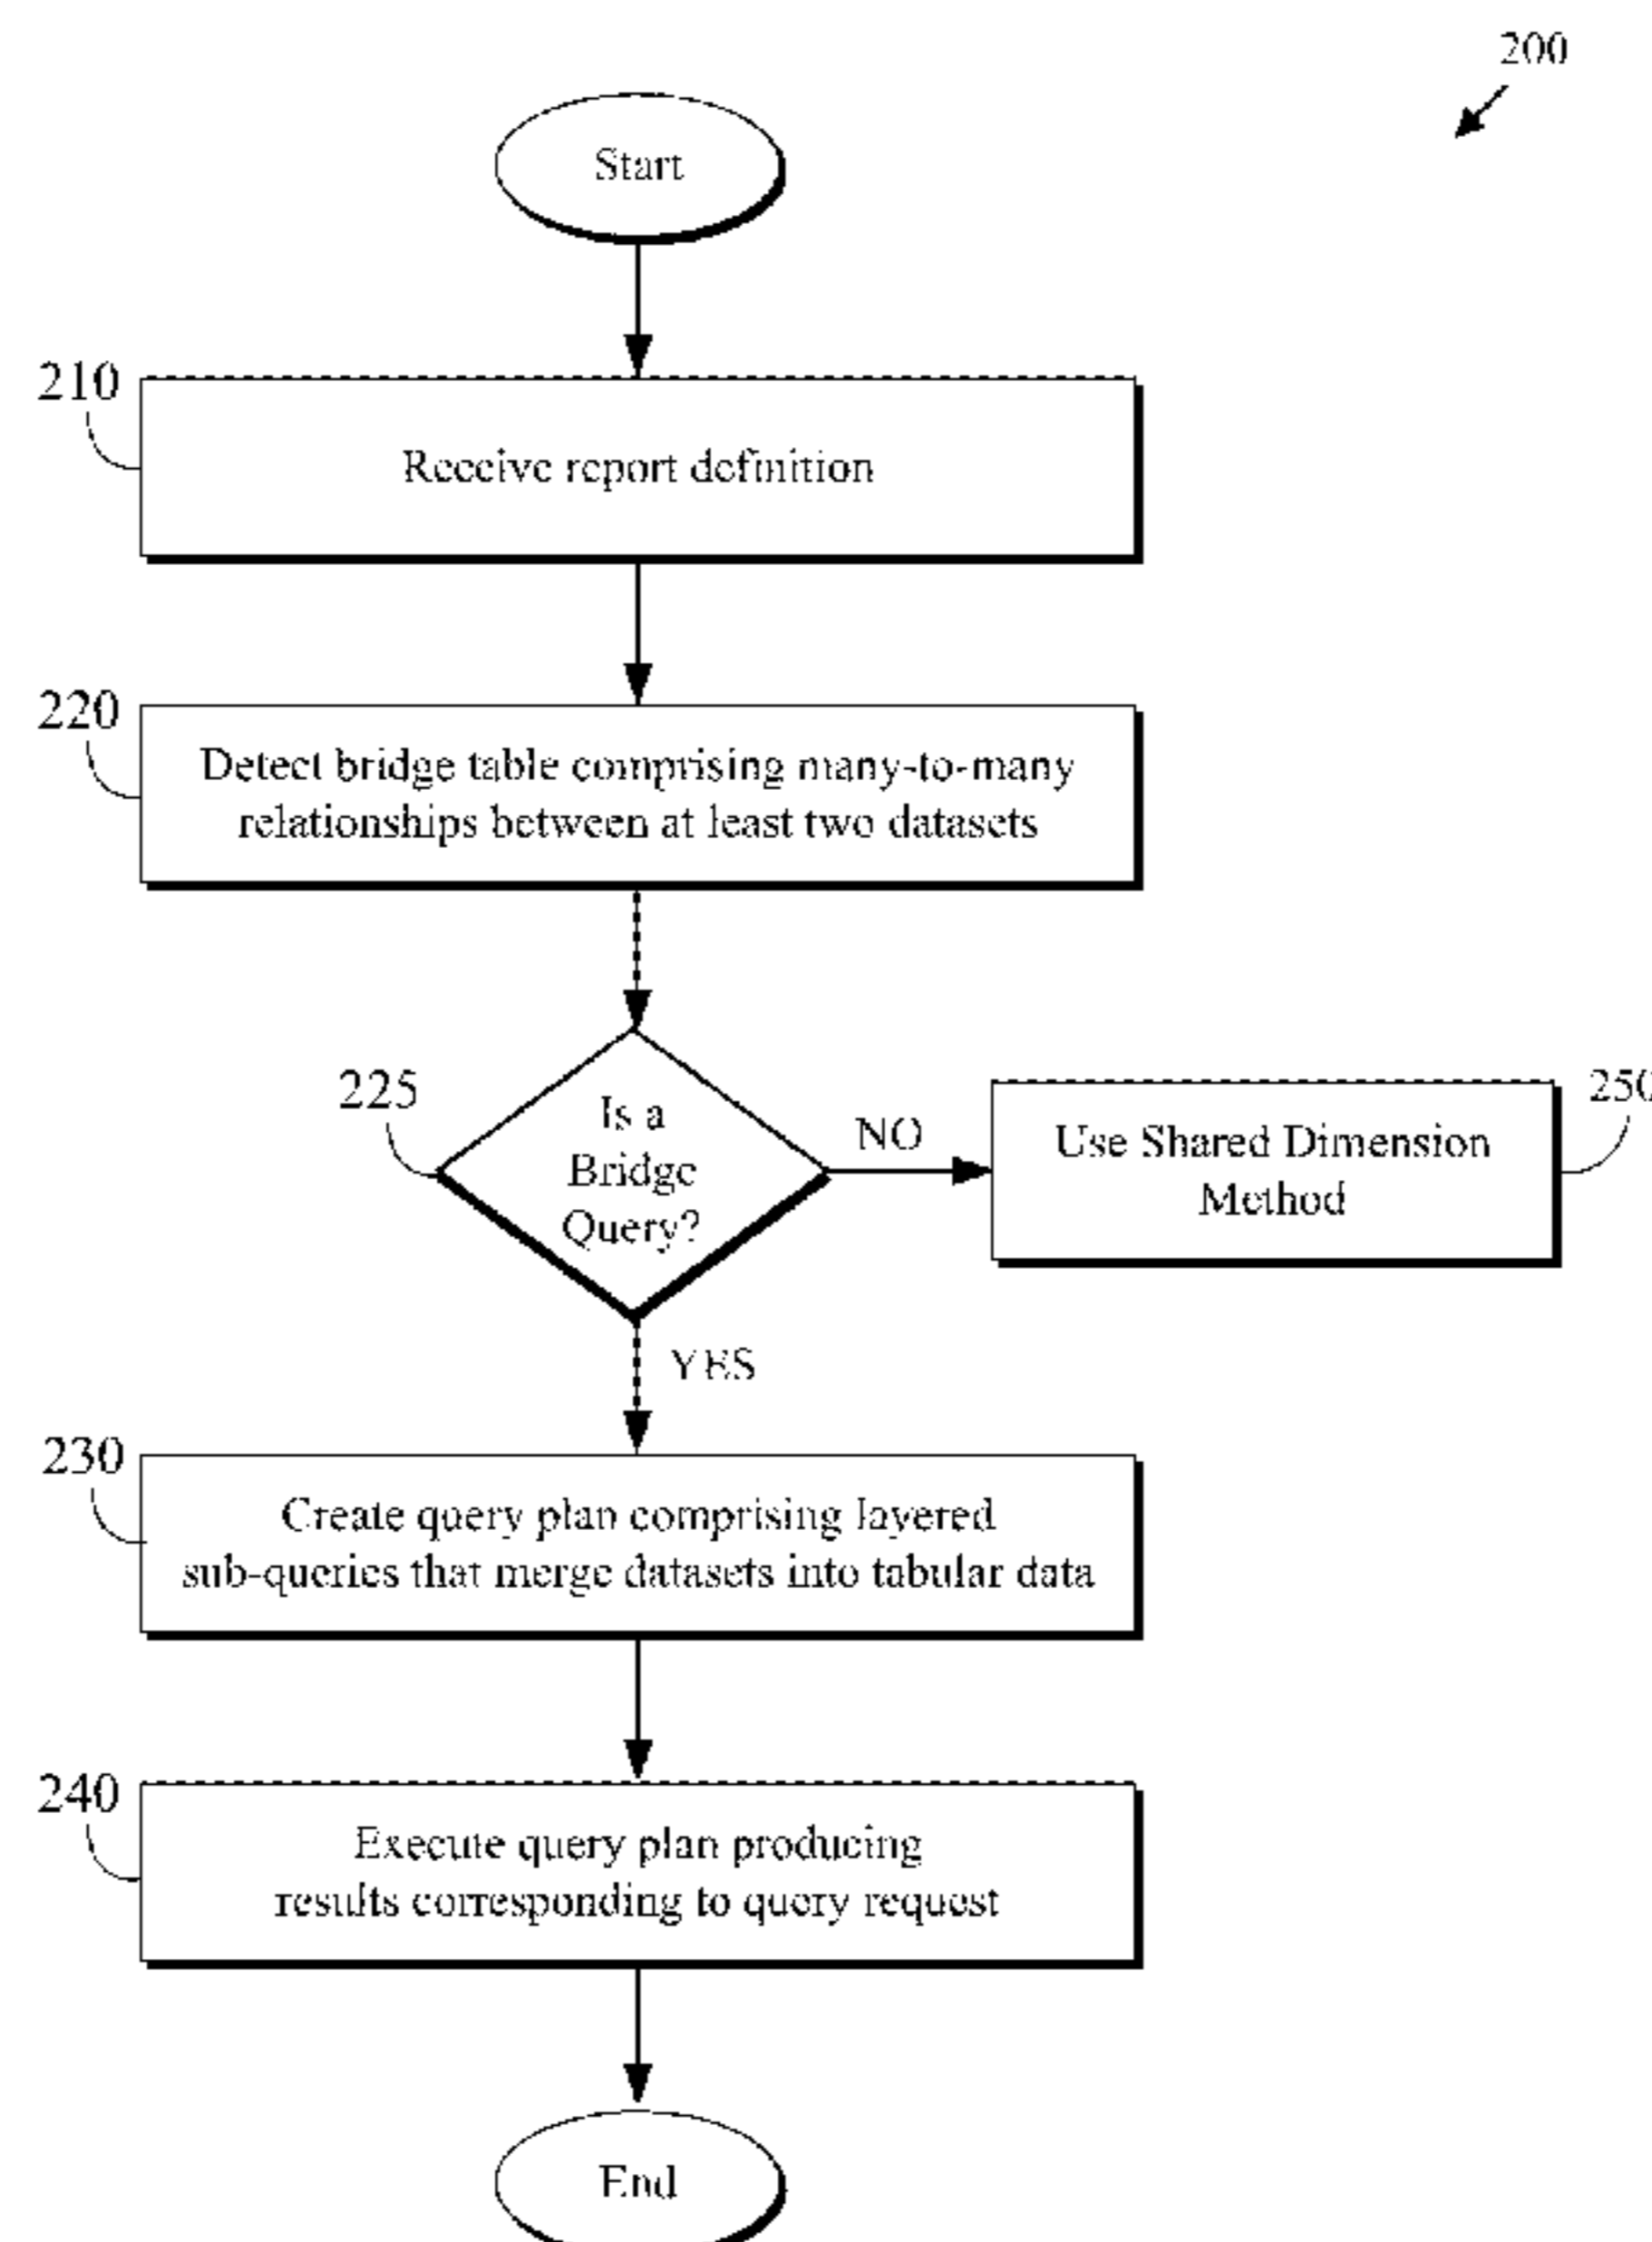 200
Start
210
Receive report definition
220
Detect bridge table comprising many-to-many
relationships between at least two datasets
225
Is a
Bridge
Query?
NO
250
Use Shared Dimension
Method
YES
230
Create query plan comprising layered
sub-queries that merge datasets into tabular data
240
Execute query plan producing
results corresponding to query request
End